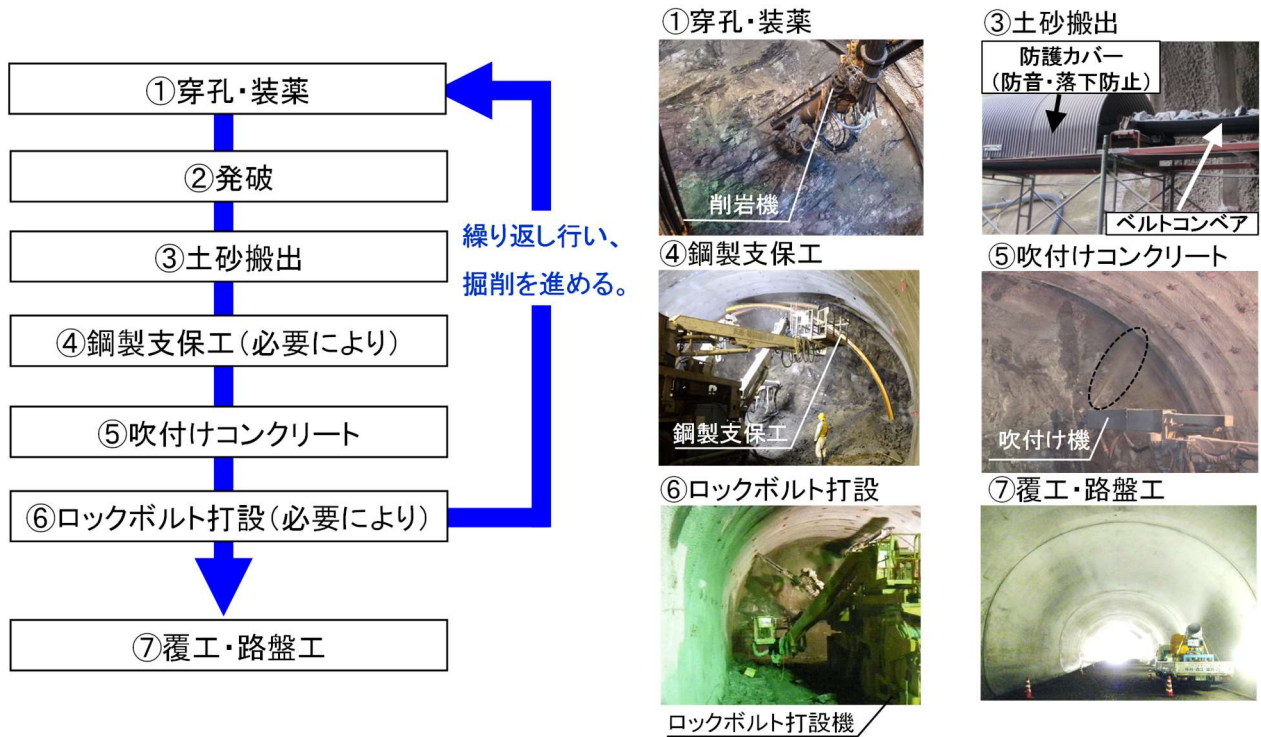 ①穿孔・装薬
②発破
③土砂搬出
④鋼製支保工(必要により)
⑤吹付けコンクリート
⑥ロックボルト打設(必要により)
⑦覆工・路盤工
繰り返し行い、
掘削を進める。
①穿孔・装薬
削岩機
③土砂搬出
防護カバー
(防音・落下防止)
ベルトコンベア
④鋼製支保工
鋼製支保工
⑤吹付けコンクリート
吹付け機
⑥ロックボルト打設
ロックボルト打設機
⑦覆工・路盤工